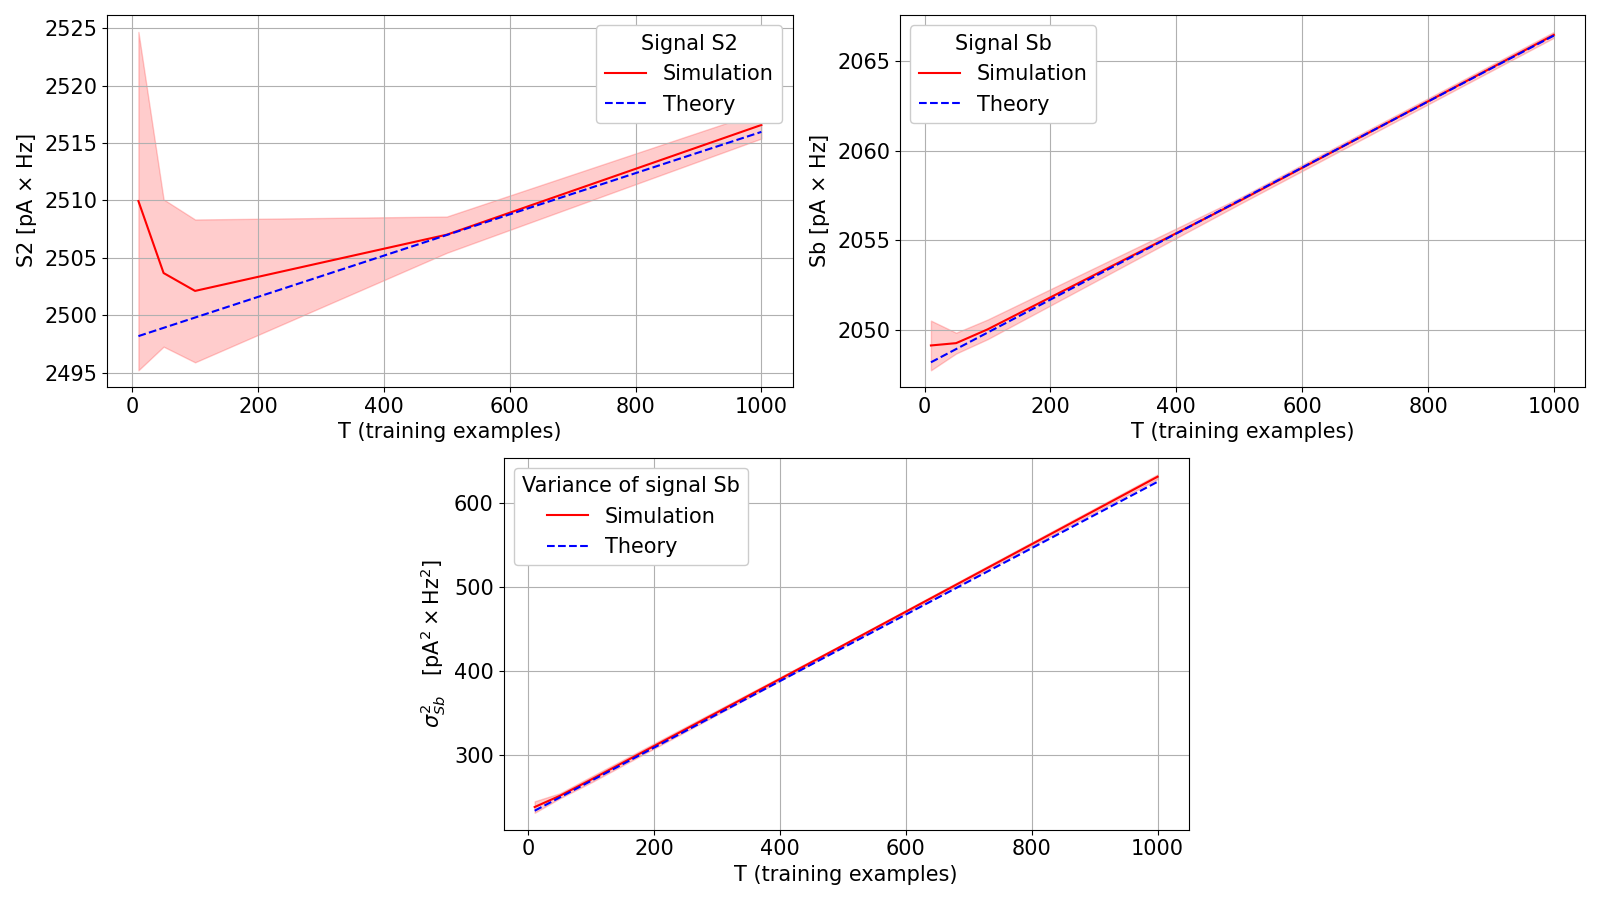 2525
2520
2515
2510
2505
2500
2495
S2 [pA × Hz]
Signal S2
Simulation
Theory
0 200 400 600 800 1000
T (training examples)
2065
2060
2055
2050
Sb [pA × Hz]
Signal Sb
Simulation
Theory
0 200 400 600 800 1000
T (training examples)
600
500
400
300
σ²_Sb [pA² × Hz²]
Variance of signal Sb
Simulation
Theory
0 200 400 600 800 1000
T (training examples)